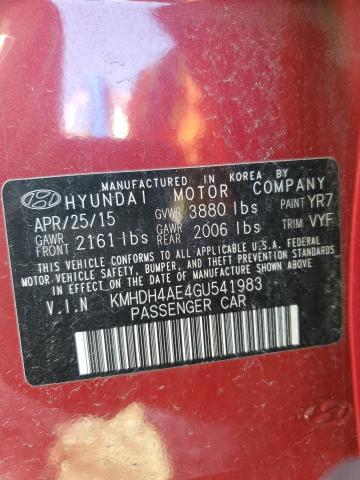 MANUFACTURED IN KOREA BY
HYUNDAI MOTOR COMPANY
APR/25/15 GVWR 3880 lbs PAINT YR7
GAWR FRONT 2161 lbs GAWR REAR 2006 lbs TRIM VYF
THIS VEHICLE CONFORMS TO ALL APPLICABLE U.S.A. FEDERAL
MOTOR VEHICLE SAFETY, BUMPER, AND THEFT PREVENTION
STANDARDS IN EFFECT ON THE DATE OF MANUFACTURE SHOWN ABOVE.
V.I.N KMHDH4AE4GU541983
PASSENGER CAR